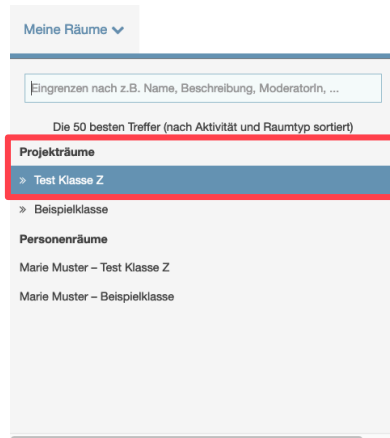 Meine Räume
Eingrenzen nach z.B. Name, Beschreibung, ModeratorIn, ...
Die 50 besten Treffer (nach Aktivität und Raumtyp sortiert)
Projekträume
» Test Klasse Z
» Beispielklasse
Personenräume
Marie Muster – Test Klasse Z
Marie Muster – Beispielklasse